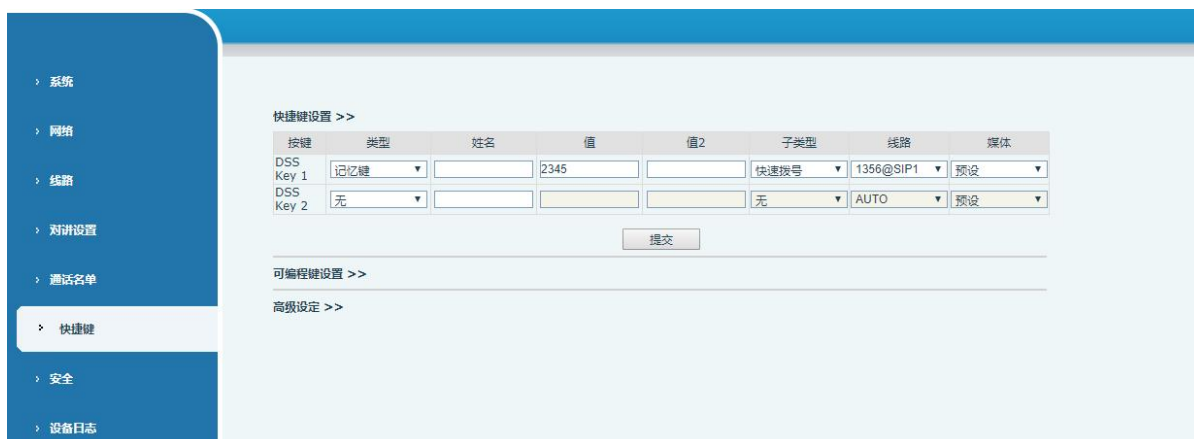 系统
网络
线路
对讲设置
通话名单
快捷键
安全
设备日志
快捷键设置 >>
按键 类型 姓名 值 值2 子类型 线路 媒体
DSS Key 1 记忆键 2345 快速拨号 1356@SIP1 预设
DSS Key 2 无 无 AUTO 预设
提交
可编程键设置 >>
高级设定 >>